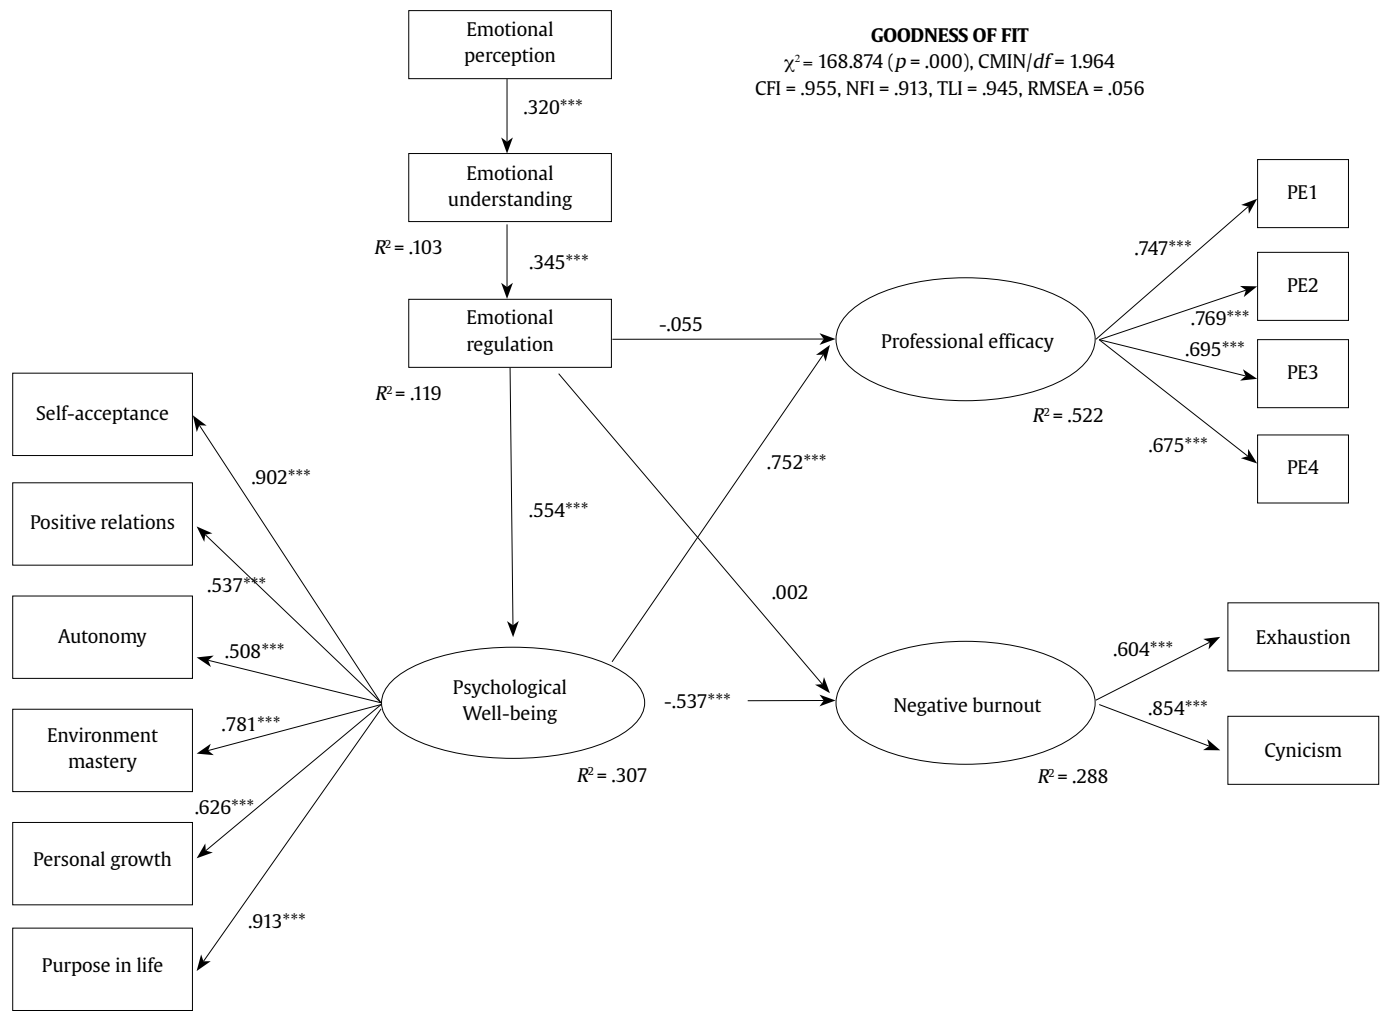 Emotional
perception
GOODNESS OF FIT
χ² = 168.874 (p = .000), CMIN/df = 1.964
CFI = .955, NFI = .913, TLI = .945, RMSEA = .056
.320***
Emotional
understanding
R² = .103
.345***
Emotional
regulation
R² = .119
-.055
Professional efficacy
R² = .522
.747***
PE1
.769***
PE2
.695***
PE3
.675***
PE4
.752***
.554***
.002
Self-acceptance
.902***
Positive relations
.537***
Autonomy
.508***
Environment
mastery
.781***
Personal growth
.626***
Purpose in life
.913***
Psychological
Well-being
R² = .307
-.537***
Negative burnout
R² = .288
.604***
Exhaustion
.854***
Cynicism